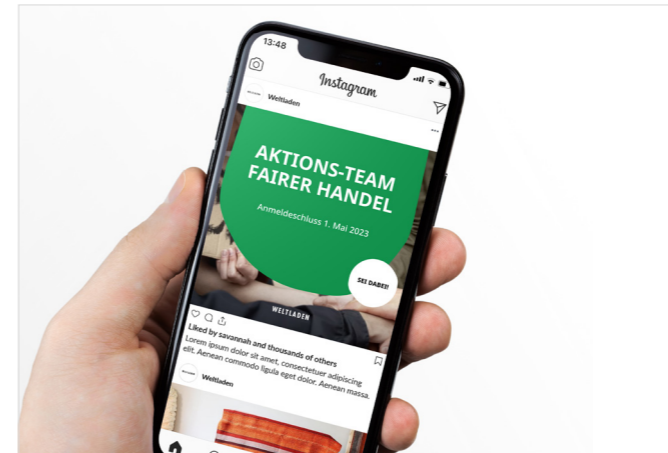 13:48
Instagram
Weltladen
AKTIONS-TEAM
FAIRER HANDEL
Anmeldeschluss 1. Mai 2023
SEI DABEI!
WELTLADEN
Liked by savannah and thousands of others
Lorem ipsum dolor sit amet, consectetuer adipiscing
elit. Aenean commodo ligula eget dolor. Aenean massa.
Weltladen